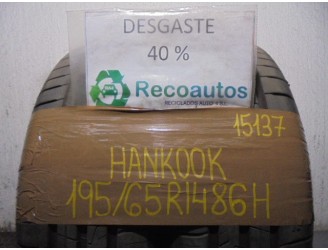 DESGASTE
40 %
Recoautos
15137
HANKOOK
195/65R1486H